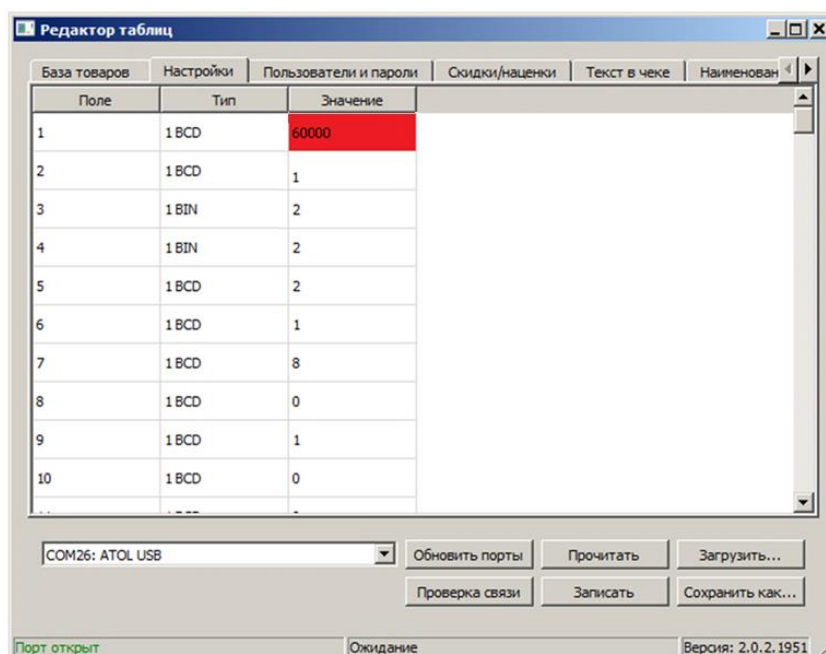 Редактор таблиц
База товаров Настройки Пользователи и пароли Скидки/наценки Текст в чеке Наименован
Поле Тип Значение
1 1 BCD 60000
2 1 BCD 1
3 1 BIN 2
4 1 BIN 2
5 1 BCD 2
6 1 BCD 1
7 1 BCD 8
8 1 BCD 0
9 1 BCD 1
10 1 BCD 0
COM26: ATOL USB Обновить порты Прочитать Загрузить...
Проверка связи Записать Сохранить как...
Порт открыт Ожидание Версия: 2.0.2.1951